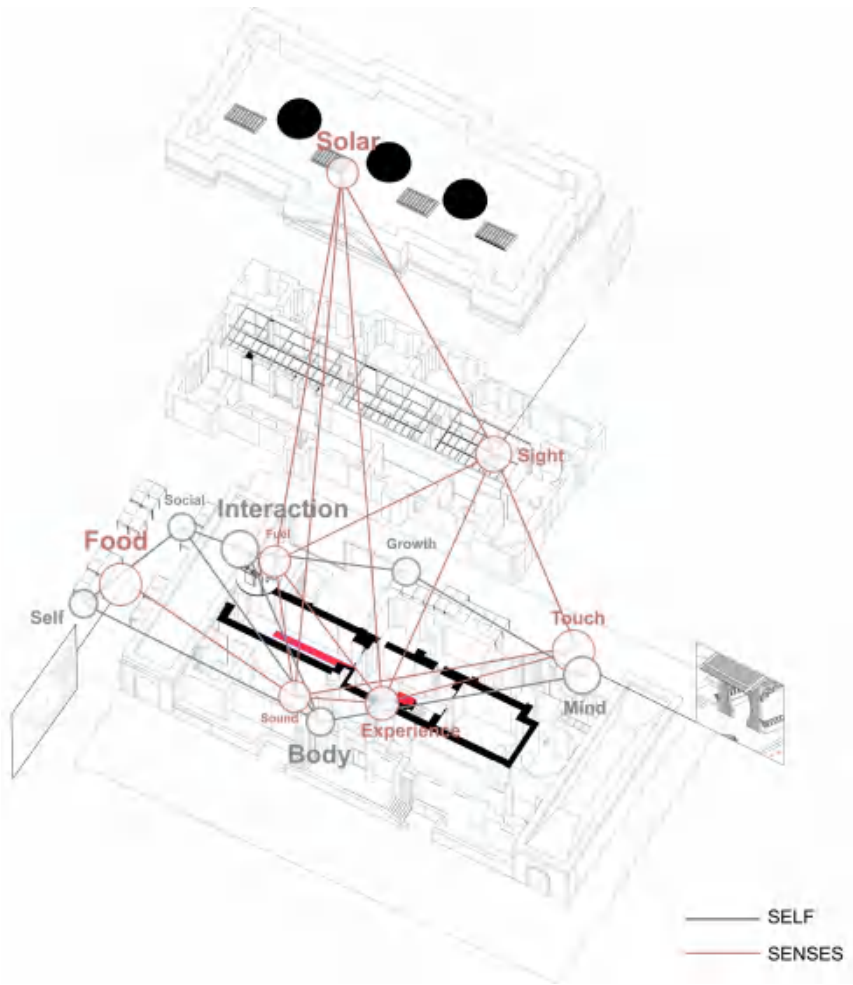 Solar
Sight
Social
Interaction
Fuel
Food
Growth
Self
Touch
Mind
Sound
Experience
Body
SELF
SENSES